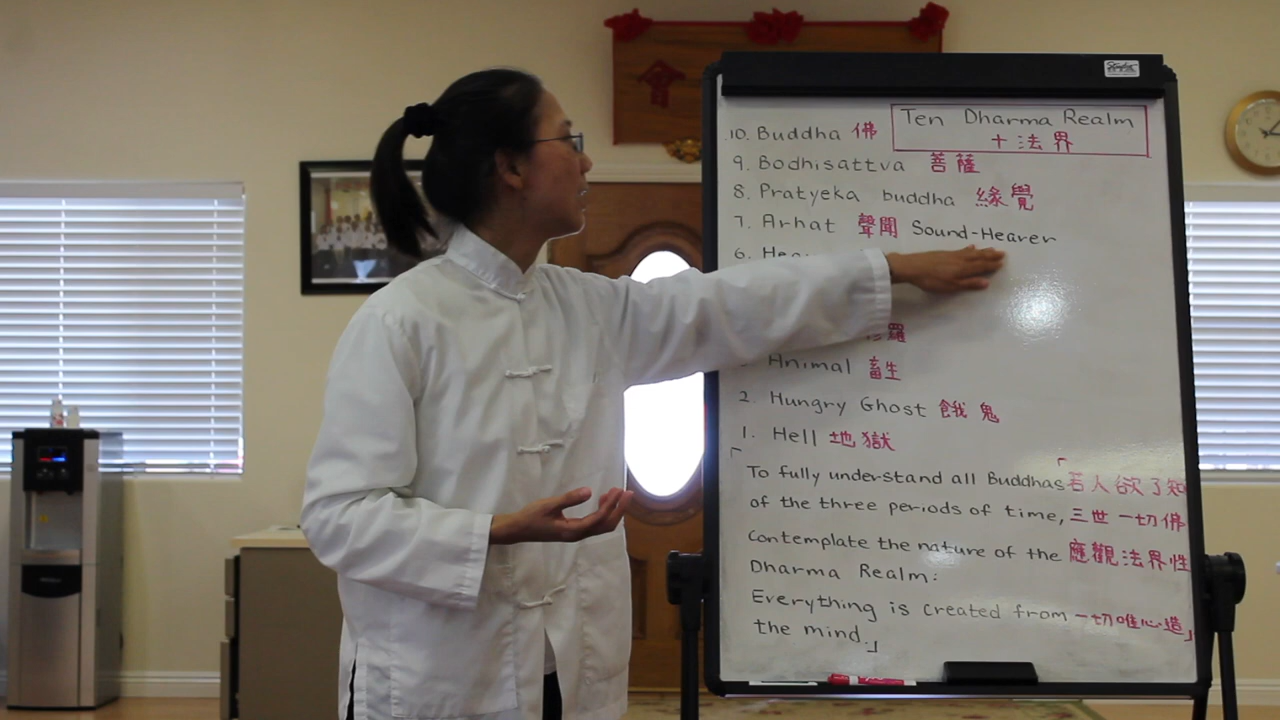 Ten Dharma Realm
十法界
10. Buddha 佛
9. Bodhisattva 菩薩
8. Pratyeka buddha 緣覺
7. Arhat 聲聞 Sound-Hearer
6.
羅
Animal 畜生
2. Hungry Ghost 餓鬼
1. Hell 地獄
「To fully understand all Buddhas「若人欲了知
of the three periods of time, 三世一切佛
contemplate the nature of the 應觀法界性
Dharma Realm:
Everything is created from 一切唯心造」
the mind.」